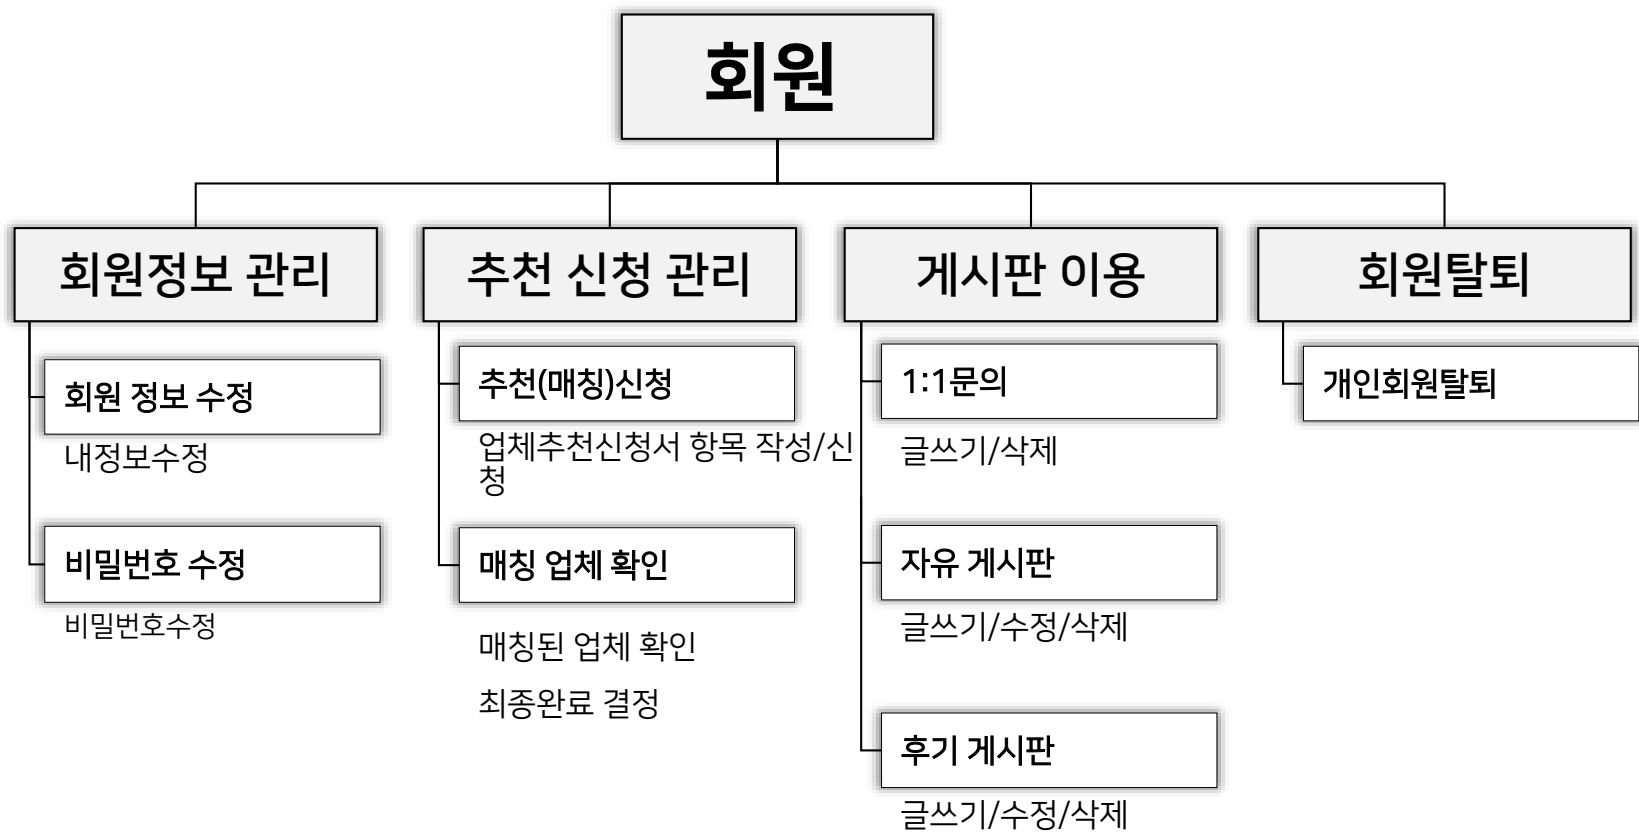 회원
회원정보 관리
추천 신청 관리
게시판 이용
회원탈퇴
회원 정보 수정
내정보수정
비밀번호 수정
비밀번호수정
추천(매칭)신청
업체추천신청서 항목 작성/신
청
매칭 업체 확인
매칭된 업체 확인
최종완료 결정
1:1문의
글쓰기/삭제
자유 게시판
글쓰기/수정/삭제
후기 게시판
글쓰기/수정/삭제
개인회원탈퇴